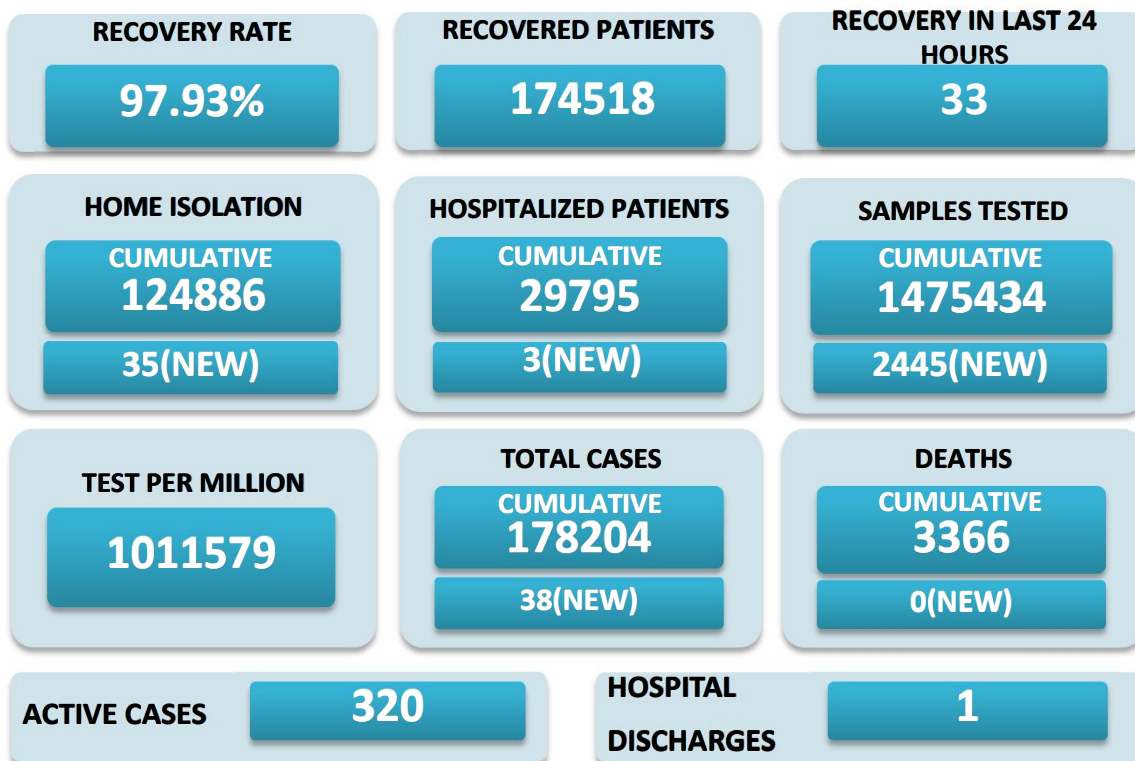 RECOVERY RATE
97.93%
RECOVERED PATIENTS
174518
RECOVERY IN LAST 24
HOURS
33
HOME ISOLATION
CUMULATIVE
124886
35(NEW)
HOSPITALIZED PATIENTS
CUMULATIVE
29795
3(NEW)
SAMPLES TESTED
CUMULATIVE
1475434
2445(NEW)
TEST PER MILLION
1011579
TOTAL CASES
CUMULATIVE
178204
38(NEW)
DEATHS
CUMULATIVE
3366
0(NEW)
ACTIVE CASES
320
HOSPITAL
DISCHARGES
1